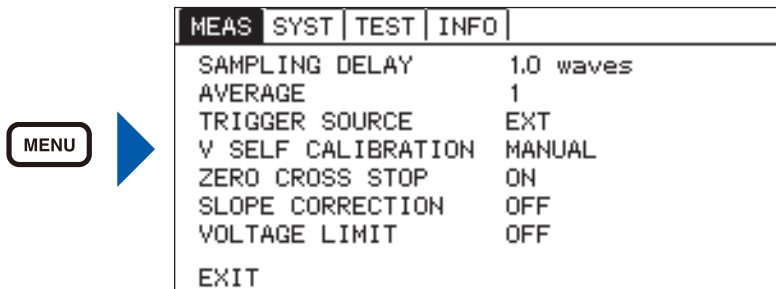 MENU
MEAS SYST TEST INFO
SAMPLING DELAY 1.0 waves
AVERAGE 1
TRIGGER SOURCE EXT
V SELF CALIBRATION MANUAL
ZERO CROSS STOP ON
SLOPE CORRECTION OFF
VOLTAGE LIMIT OFF
EXIT